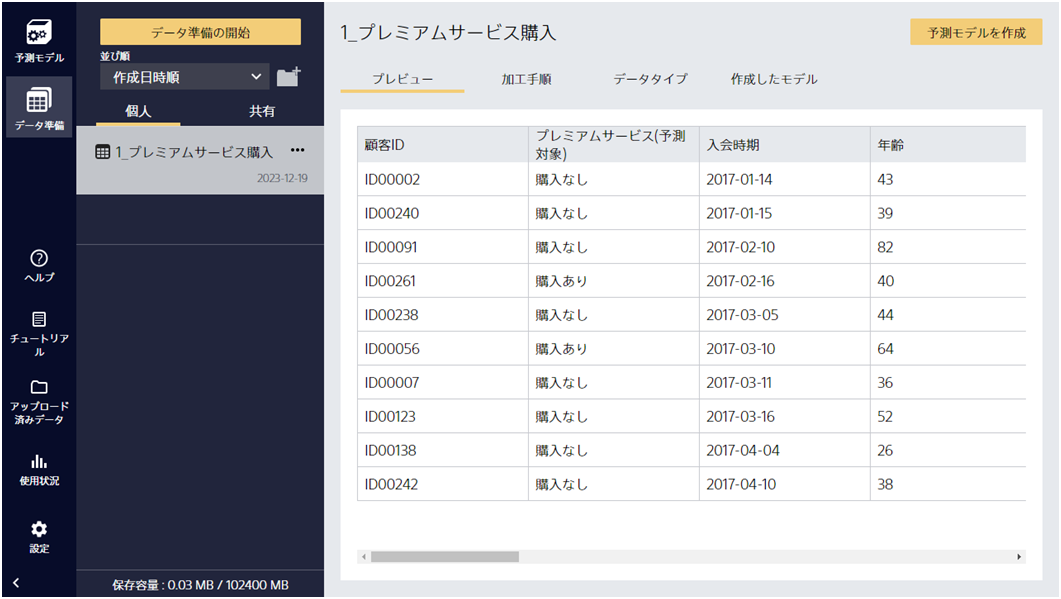 予測モデル
データ準備
ヘルプ
チュートリア
ル
アップロード
済みデータ
使用状況
設定
データ準備の開始
並び順
作成日時順
個人 共有
1_プレミアムサービス購入 •••
2023-12-19
保存容量 : 0.03 MB / 102400 MB
1_プレミアムサービス購入
予測モデルを作成
プレビュー 加工手順 データタイプ 作成したモデル
顧客ID プレミアムサービス(予測 入会時期 年齢
対象)
ID00002 購入なし 2017-01-14 43
ID00240 購入なし 2017-01-15 39
ID00091 購入なし 2017-02-10 82
ID00261 購入あり 2017-02-16 40
ID00238 購入なし 2017-03-05 44
ID00056 購入あり 2017-03-10 64
ID00007 購入なし 2017-03-11 36
ID00123 購入なし 2017-03-16 52
ID00138 購入なし 2017-04-04 26
ID00242 購入なし 2017-04-10 38